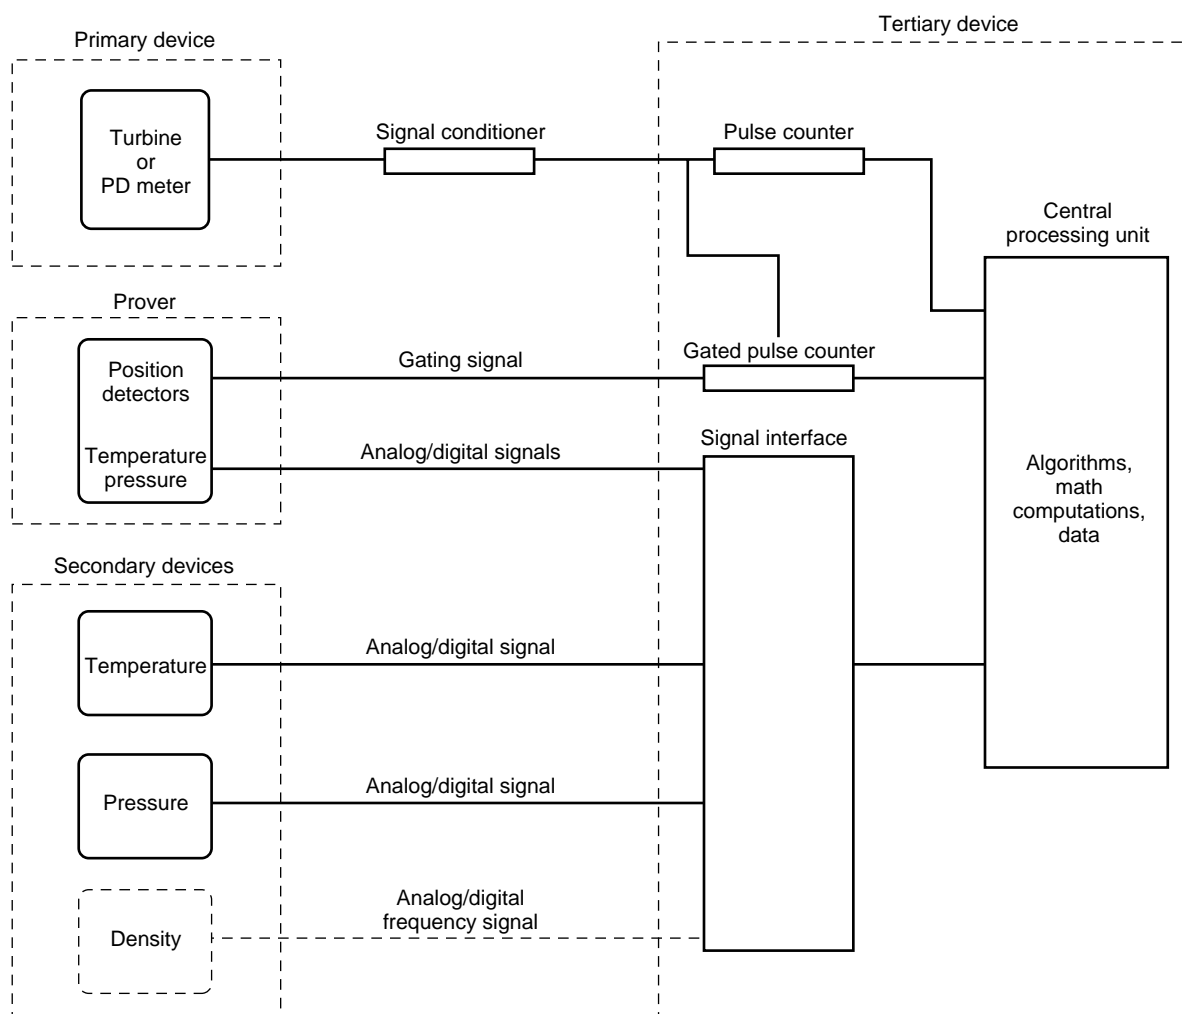 Tertiary device
Primary device
Turbine
or
PD meter
Signal conditioner
Pulse counter
Central
processing unit
Prover
Position
detectors
Gating signal
Gated pulse counter
Temperature
pressure
Analog/digital signals
Signal interface
Algorithms,
math
computations,
data
Secondary devices
Temperature
Analog/digital signal
Pressure
Analog/digital signal
Density
Analog/digital
frequency signal